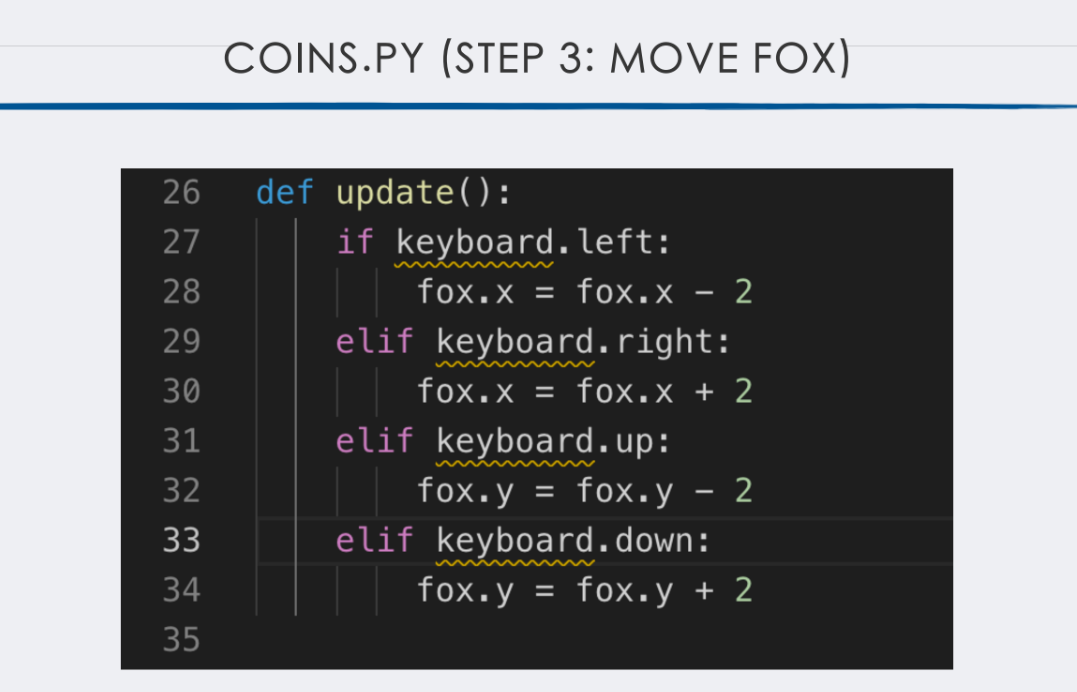 COINS.PY (STEP 3: MOVE FOX)
26 def update():
27     if keyboard.left:
28         fox.x = fox.x - 2
29     elif keyboard.right:
30         fox.x = fox.x + 2
31     elif keyboard.up:
32         fox.y = fox.y - 2
33     elif keyboard.down:
34         fox.y = fox.y + 2
35